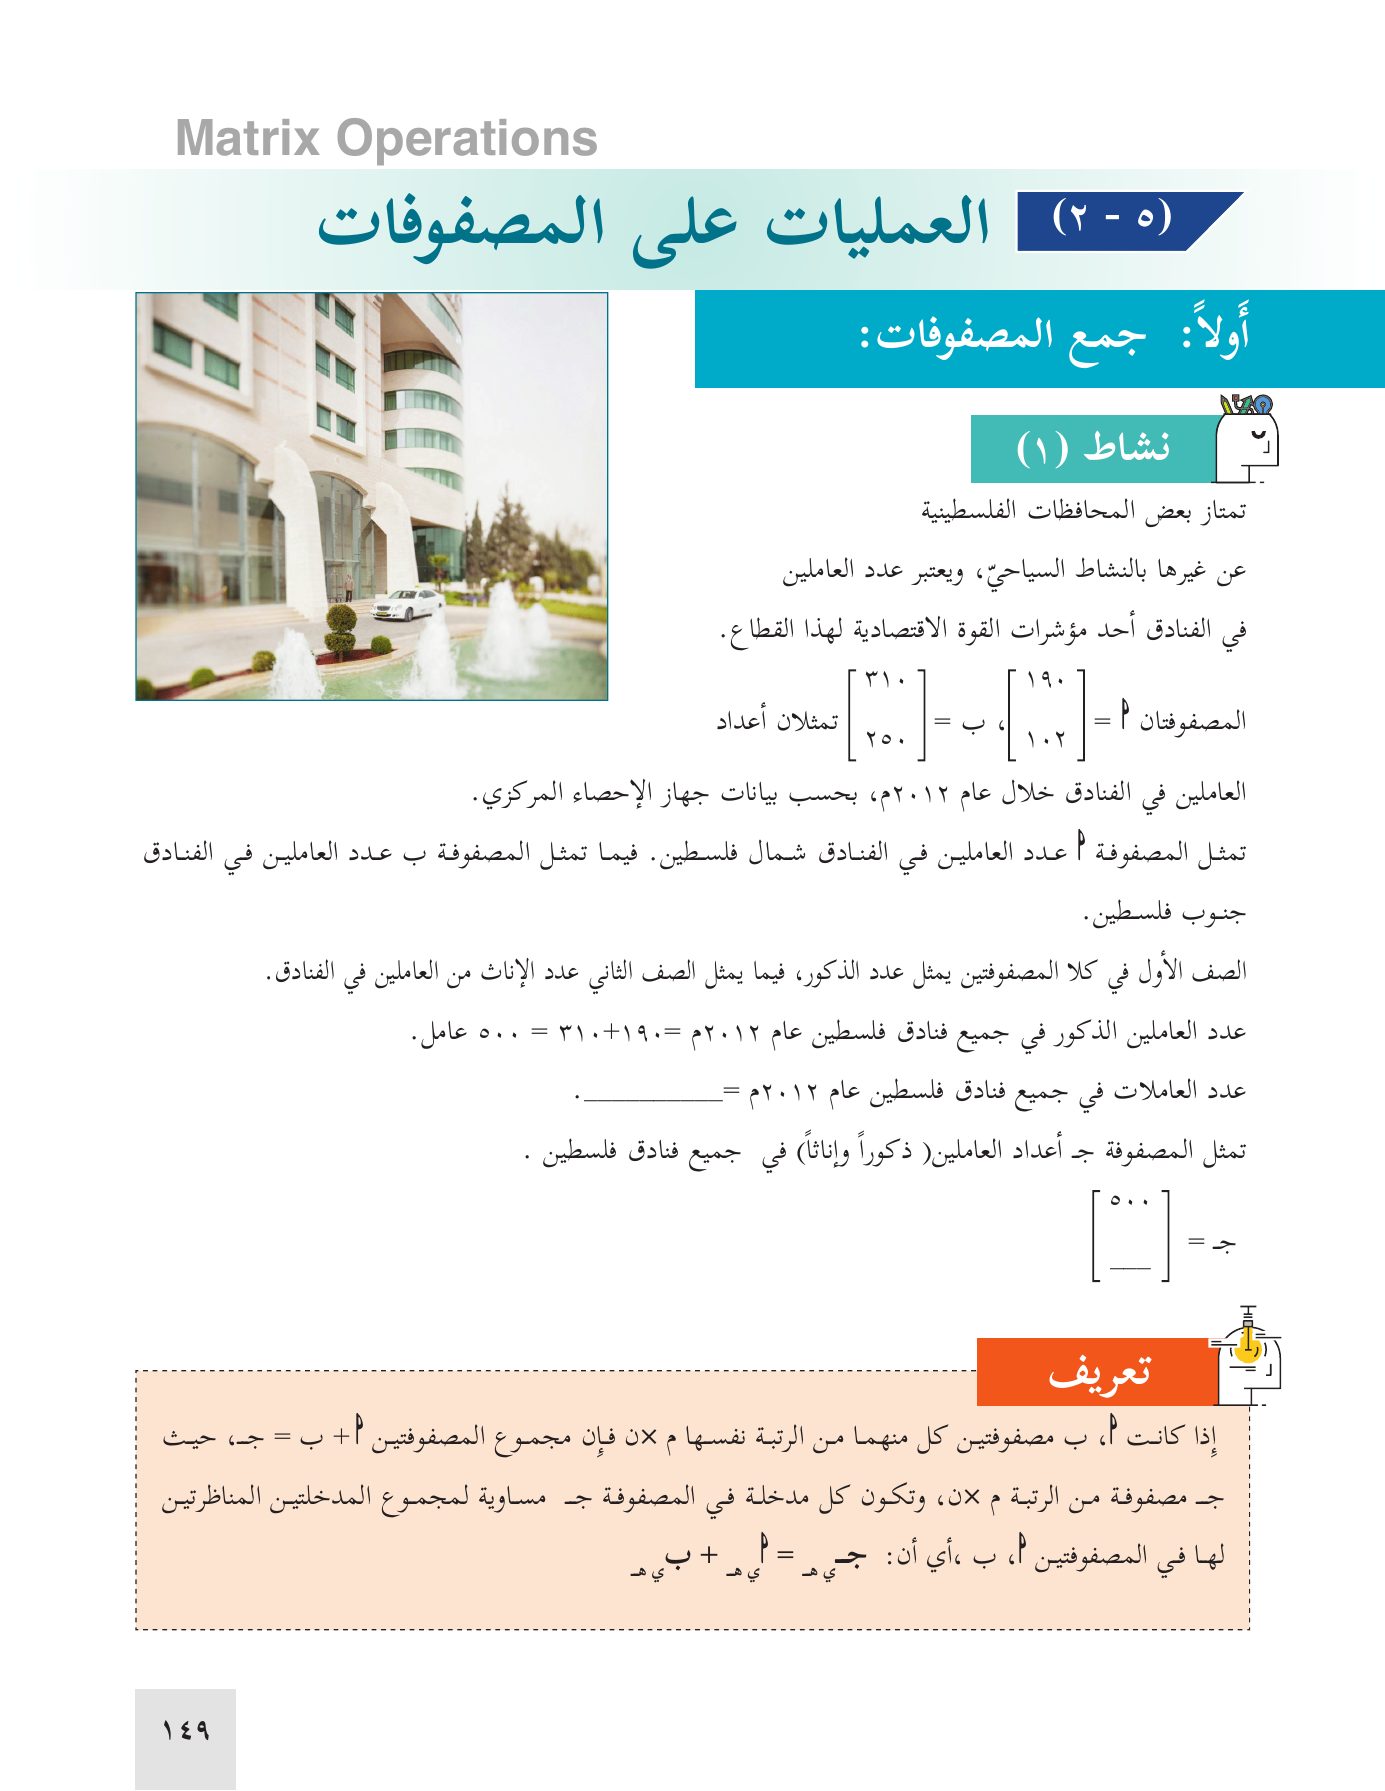 Matrix Operations
(٥ - ٢) العمليات على المصفوفات
أَولاً: جمع المصفوفات:
نشاط (١)
تمتاز بعض المحافظات الفلسطينية
عن غيرها بالنشاط السياحيّ، ويعتبر عدد العاملين
في الفنادق أحد مؤشرات القوة الاقتصادية لهذا القطاع.
المصفوفتان أ = [١٩٠ ١٠٢]، ب = [٣١٠ ٢٥٠] تمثلان أعداد
العاملين في الفنادق خلال عام ٢٠١٢م، بحسب بيانات جهاز الإحصاء المركزي.
تمثل المصفوفة أ عدد العاملين في الفنادق شمال فلسطين. فيما تمثل المصفوفة ب عدد العاملين في الفنادق
جنوب فلسطين.
الصف الأول في كلا المصفوفتين يمثل عدد الذكور، فيما يمثل الصف الثاني عدد الإناث من العاملين في الفنادق.
عدد العاملين الذكور في جميع فنادق فلسطين عام ٢٠١٢م =١٩٠+٣١٠ = ٥٠٠ عامل.
عدد العاملات في جميع فنادق فلسطين عام ٢٠١٢م =__________.
تمثل المصفوفة جـ أعداد العاملين( ذكوراً وإناثاً) في جميع فنادق فلسطين .
جـ = [٥٠٠ ___]
تعريف
إذا كانت أ، ب مصفوفتين كل منهما من الرتبة نفسها م ×ن فإن مجموع المصفوفتين أ+ ب = جـ، حيث
جـ مصفوفة من الرتبة م ×ن، وتكون كل مدخلة في المصفوفة جـ مساوية لمجموع المدخلتين المناظرتين
لها في المصفوفتين أ، ب ،أي أن: جـي هـ = أي هـ + بي هـ
١٤٩